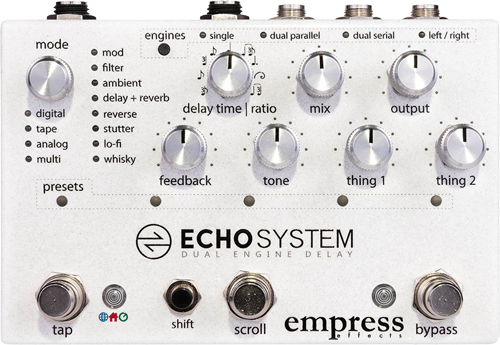 mode
engines
single
dual parallel
dual serial
left / right
mod
filter
ambient
delay + reverb
reverse
stutter
lo-fi
whisky
digital
tape
analog
multi
delay time | ratio
mix
output
feedback
tone
thing 1
thing 2
presets
ECHOSYSTEM
DUAL ENGINE DELAY
tap
shift
scroll
empress
effects
bypass